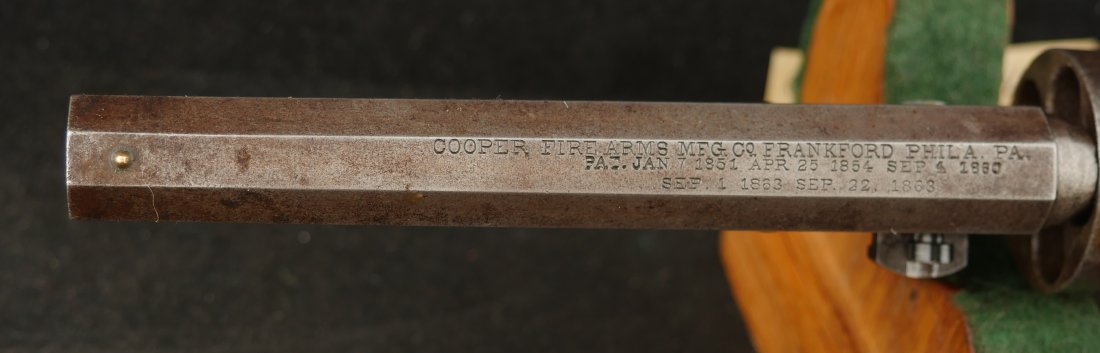 COOPER FIRE ARMS MFG. CO. FRANKFORD PHILA. PA.
PAT. JAN 7 1851 APR 25 1854 SEP 4 1860
SEP. 1 1863 SEP. 22. 1863